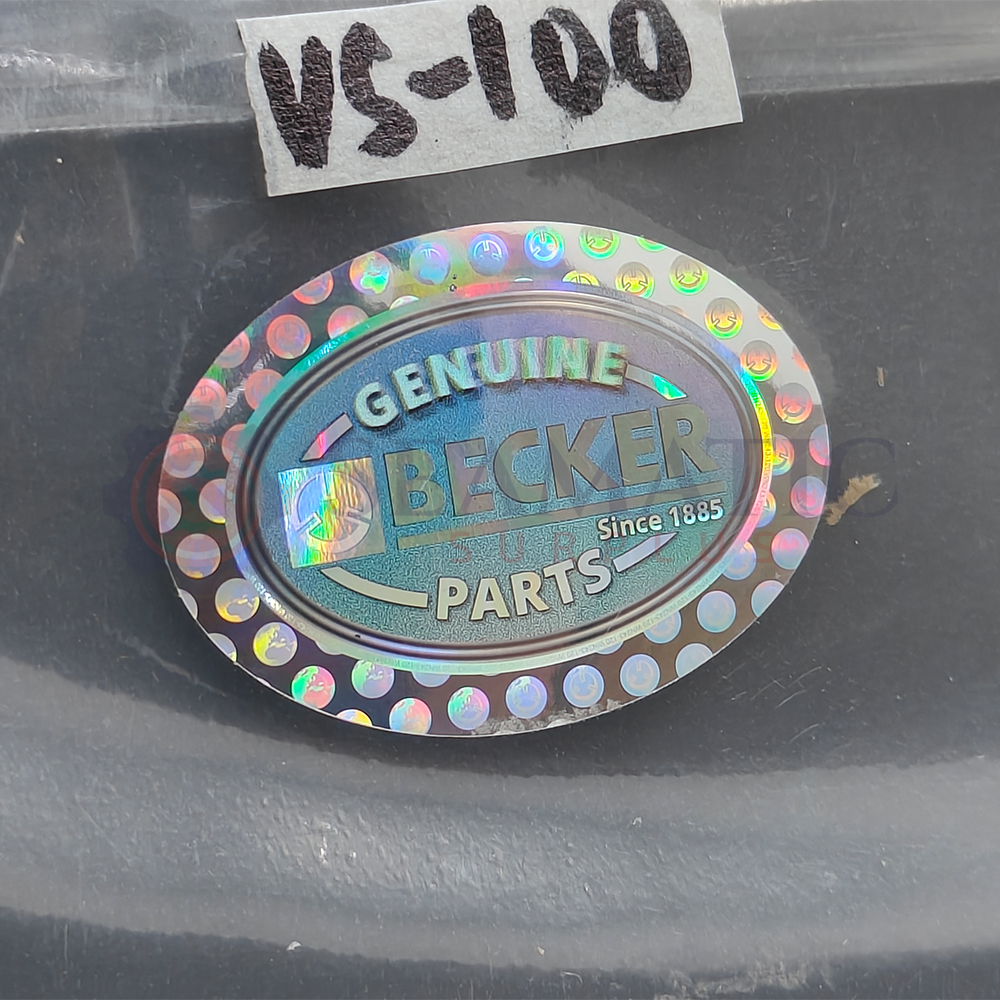 VS-100
GENUINE
BECKER
Since 1885
PARTS